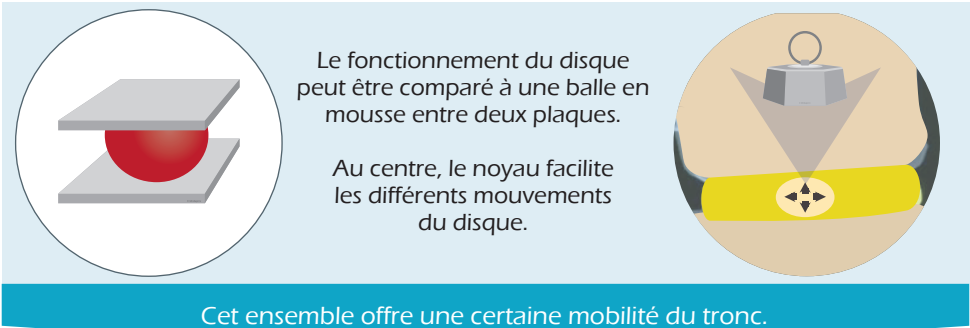 Le fonctionnement du disque
peut être comparé à une balle en
mousse entre deux plaques.
Au centre, le noyau facilite
les différents mouvements
du disque.
Cet ensemble offre une certaine mobilité du tronc.